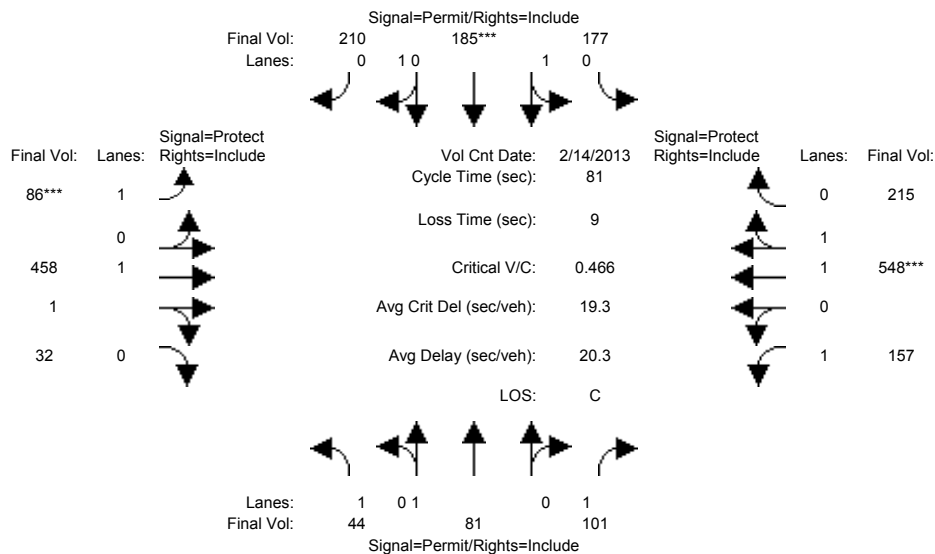 Signal=Permit/Rights=Include
Final Vol: 210 185*** 177
Lanes: 0 1 0 1 0
Signal=Protect Signal=Protect
Final Vol: Lanes: Rights=Include Vol Cnt Date: 2/14/2013 Rights=Include Lanes: Final Vol:
Cycle Time (sec): 81
86*** 1 0 215
Loss Time (sec): 9
0 1
458 1 Critical V/C: 0.466 1 548***
1 Avg Crit Del (sec/veh): 19.3 0
32 0 Avg Delay (sec/veh): 20.3 1 157
LOS: C
Lanes: 1 0 1 0 1
Final Vol: 44 81 101
Signal=Permit/Rights=Include